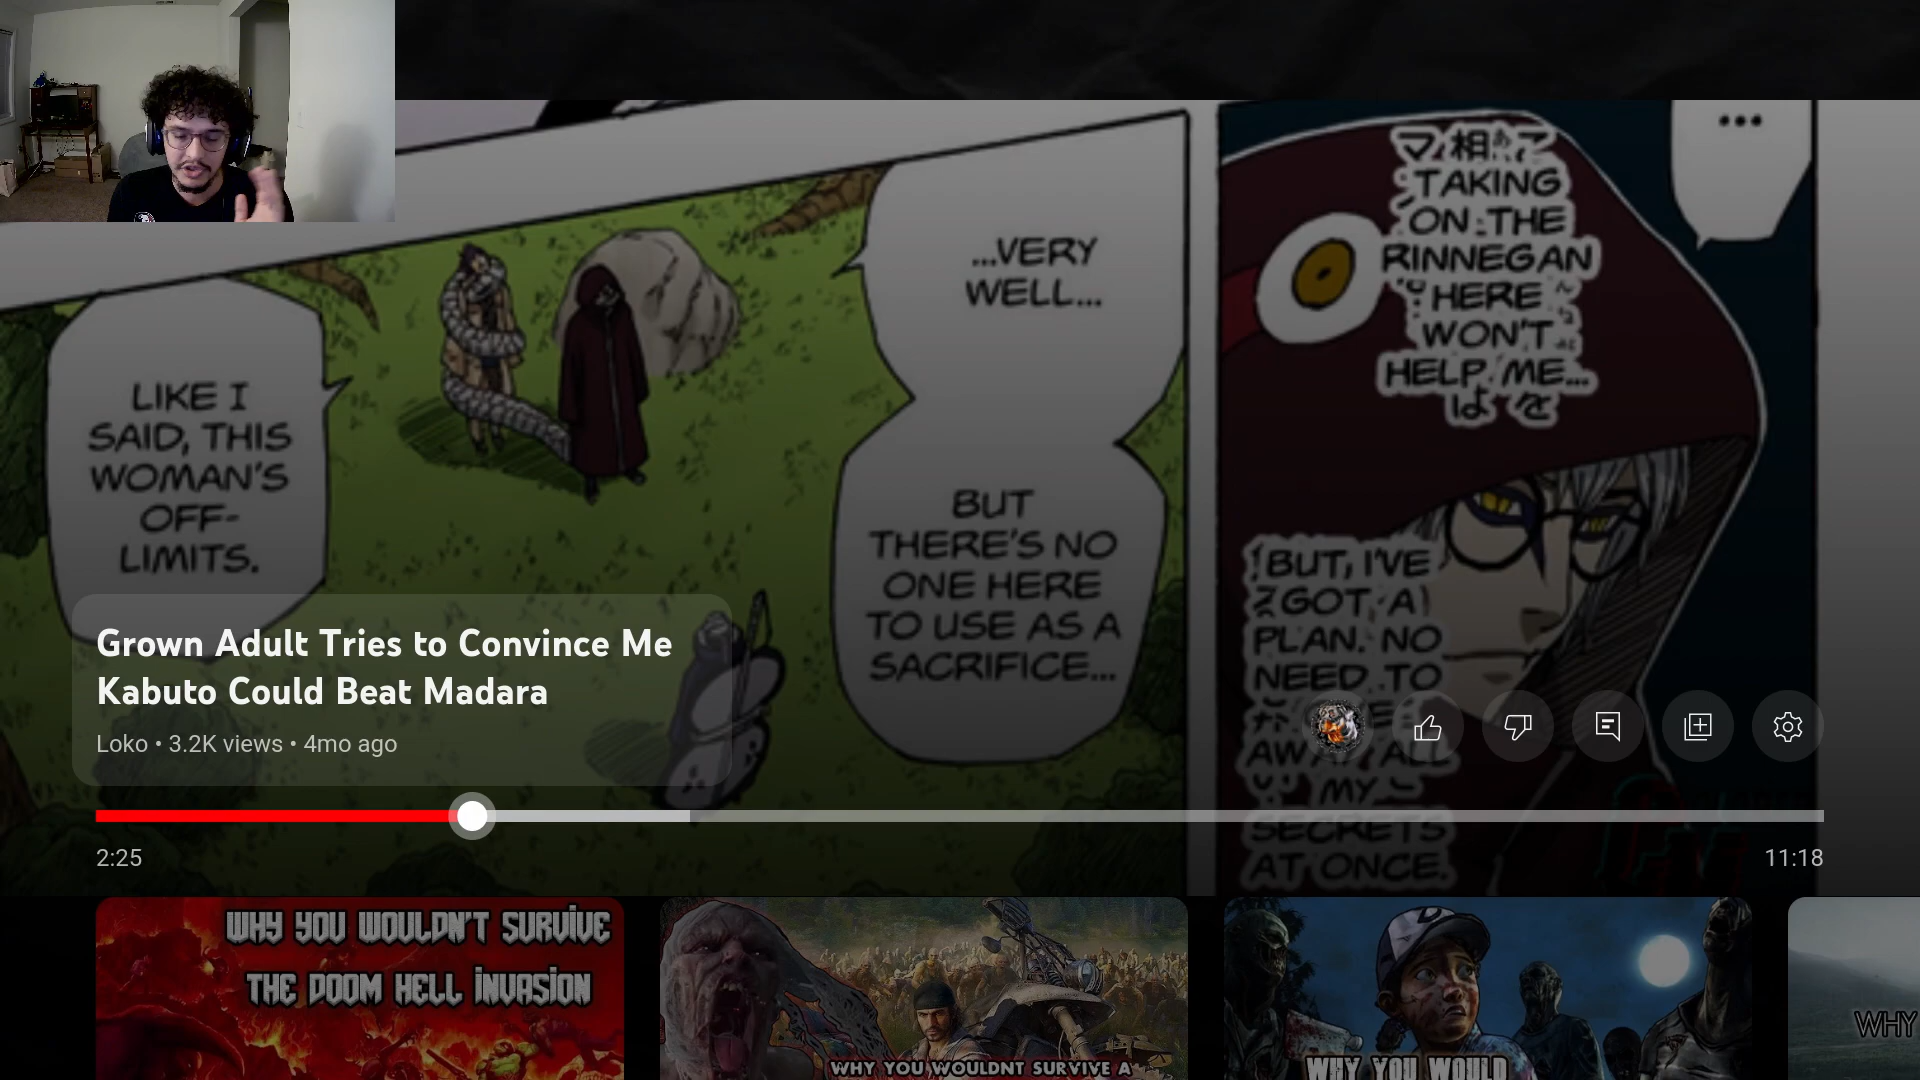 ...VERY
WELL...
LIKE I
SAID, THIS
WOMAN'S
OFF-
LIMITS.
BUT
THERE'S NO
ONE HERE
TO USE AS A
SACRIFICE...
...
TAKING
ON THE
RINNEGAN
HERE
WON'T
HELP ME...
BUT, I'VE
GOT A
PLAN. NO
NEED TO
AWAY ALL
MY
SECRETS
AT ONCE.
Grown Adult Tries to Convince Me
Kabuto Could Beat Madara
Loko • 3.2K views • 4mo ago
2:25
11:18
WHY YOU WOULDN'T SURVIVE
THE DOOM HELL INVASION
WHY YOU WOULDNT SURVIVE A
WHY YOU WOULD
WHY